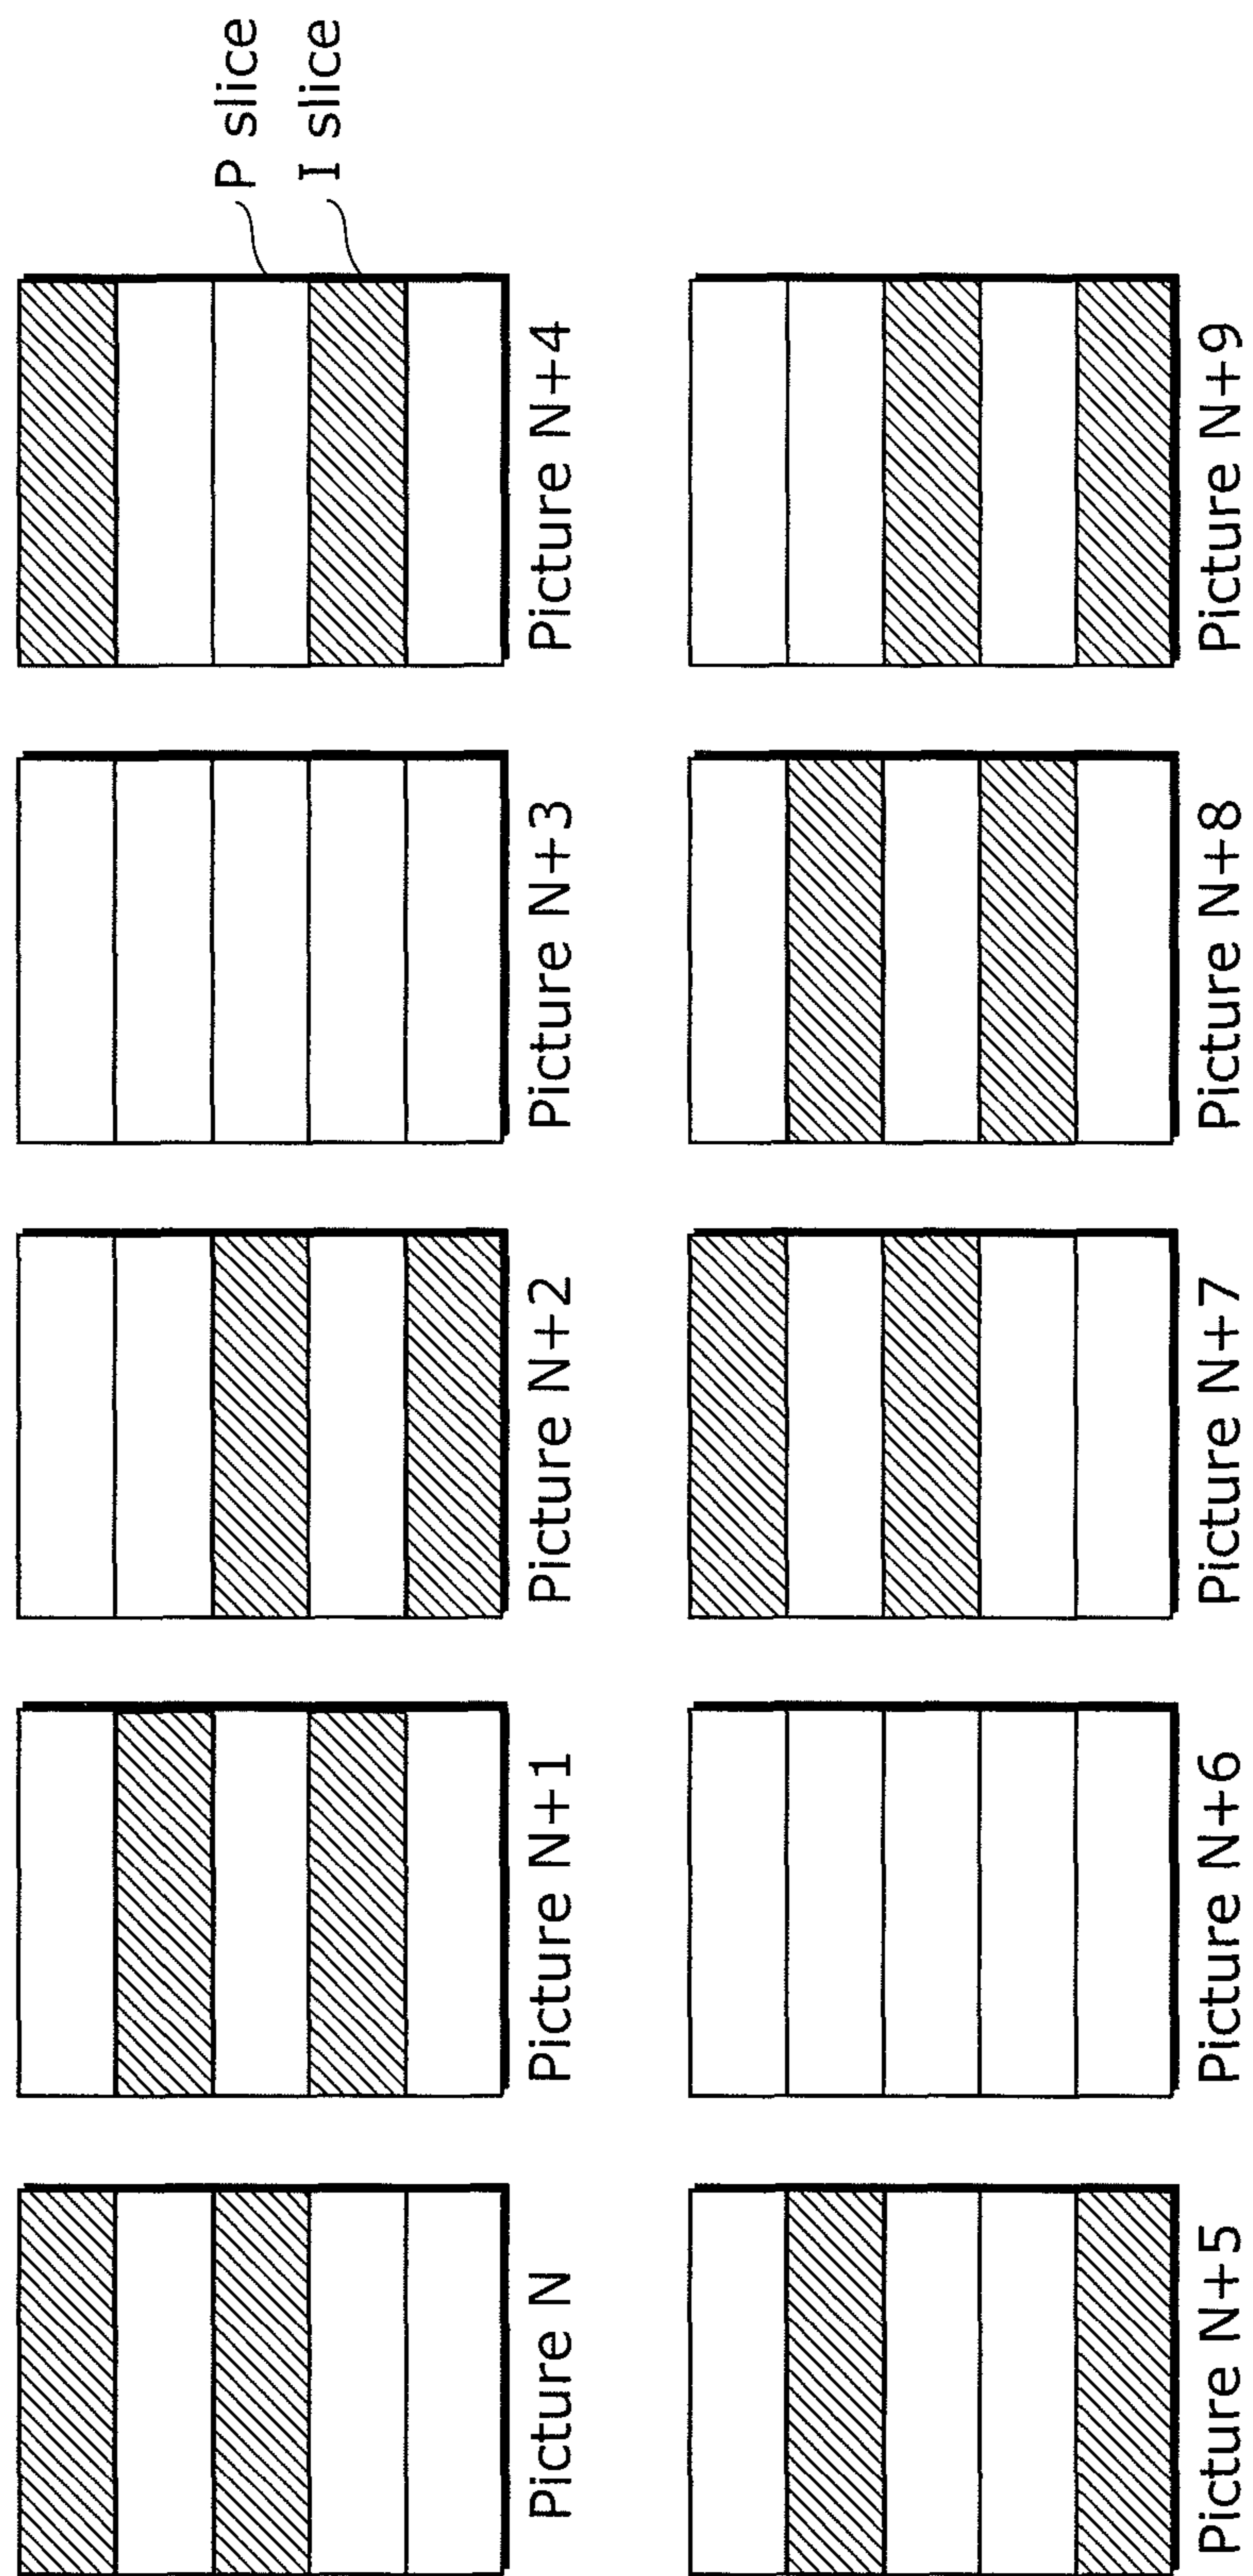 P slice
I slice
Picture N
Picture N+1
Picture N+2
Picture N+3
Picture N+4
Picture N+5
Picture N+6
Picture N+7
Picture N+8
Picture N+9